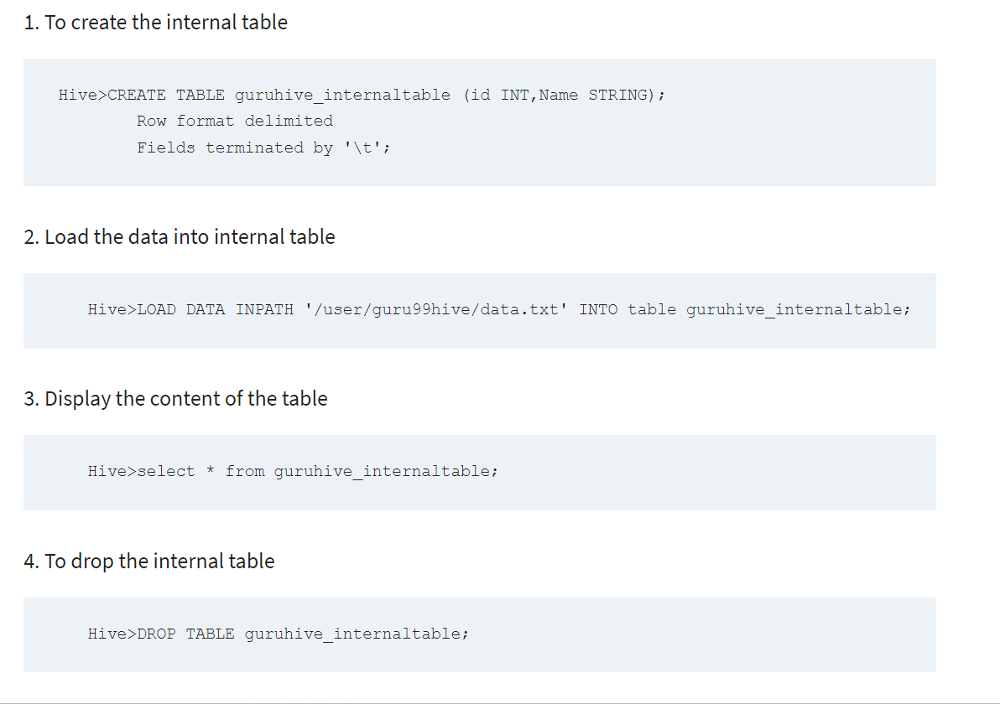 1. To create the internal table
Hive>CREATE TABLE guruhive_internaltable (id INT,Name STRING);
Row format delimited
Fields terminated by '\t';
2. Load the data into internal table
Hive>LOAD DATA INPATH '/user/guru99hive/data.txt' INTO table guruhive_internaltable;
3. Display the content of the table
Hive>select * from guruhive_internaltable;
4. To drop the internal table
Hive>DROP TABLE guruhive_internaltable;